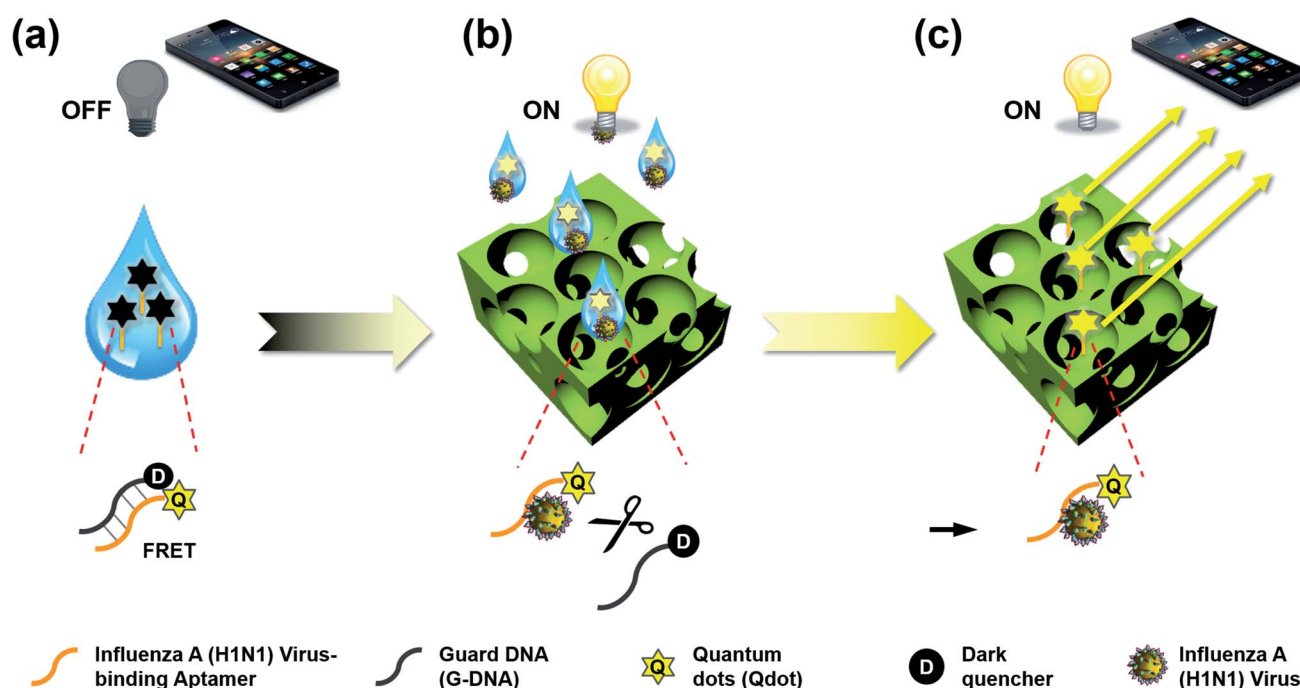 (a)
OFF
(b)
ON
(c)
ON
D
Q
FRET
Q
D
Q
Influenza A (H1N1) Virus-
binding Aptamer
Guard DNA
(G-DNA)
Q
Quantum
dots (Qdot)
D
Dark
quencher
Influenza A
(H1N1) Virus